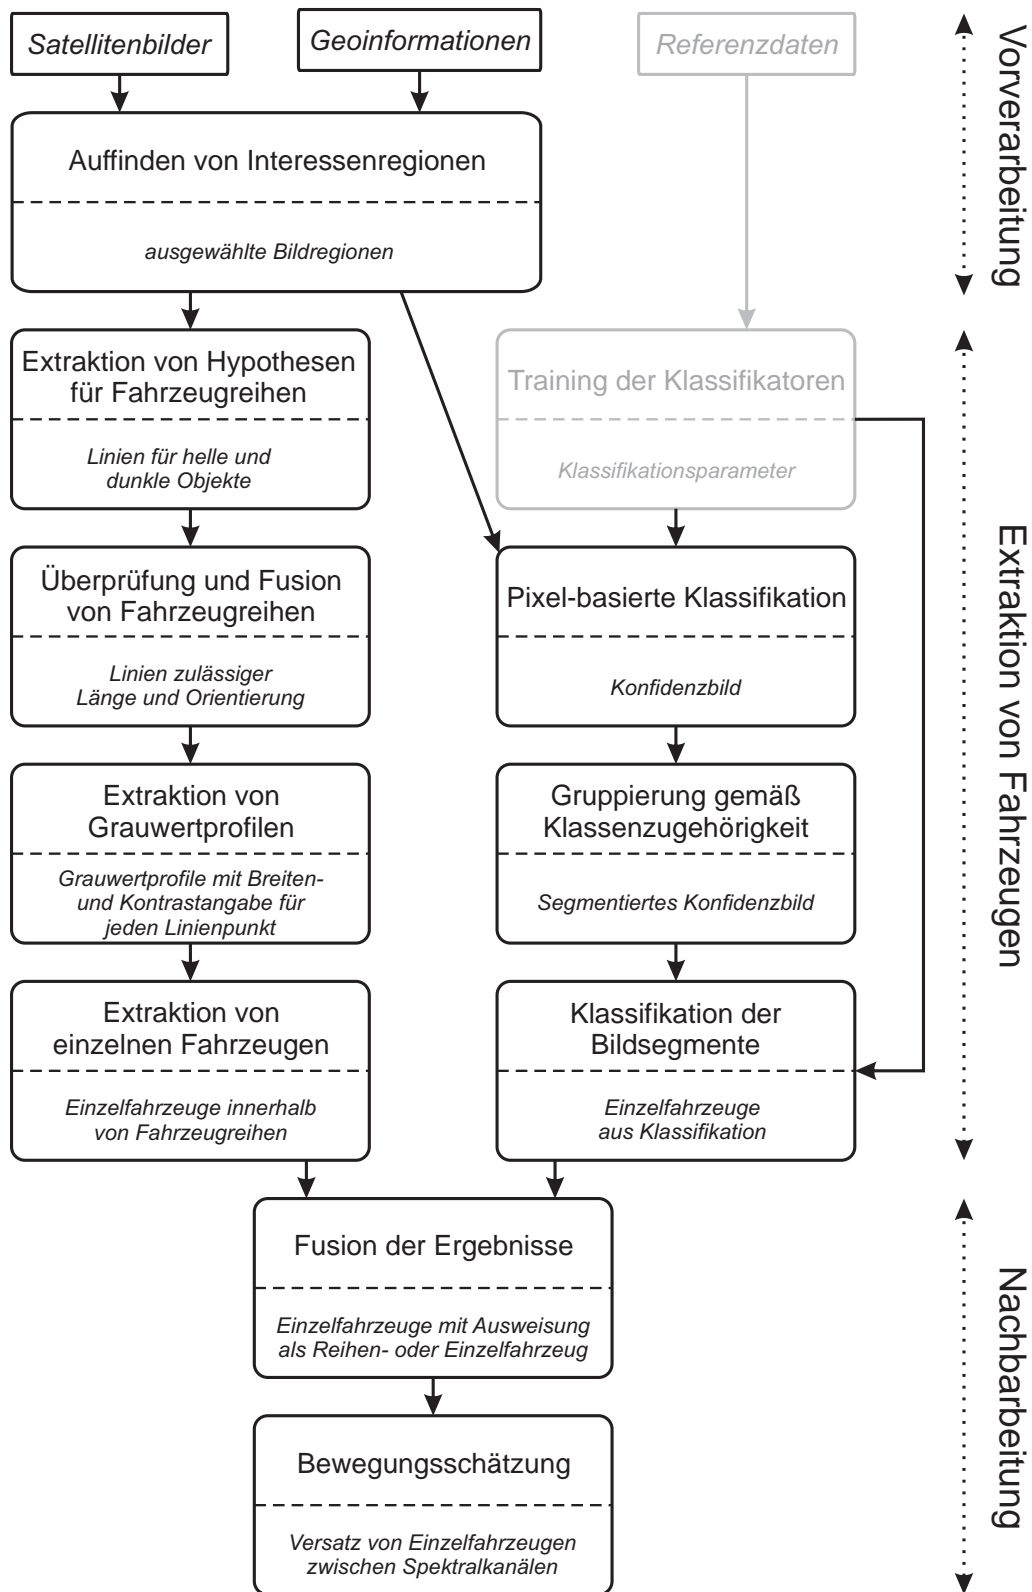 Satellitenbilder
Geoinformationen
Referenzdaten
Auffinden von Interessenregionen
ausgewählte Bildregionen
Extraktion von Hypothesen
für Fahrzeugreihen
Linien für helle und
dunkle Objekte
Training der Klassifikatoren
Klassifikationsparameter
Überprüfung und Fusion
von Fahrzeugreihen
Linien zulässiger
Länge und Orientierung
Pixel-basierte Klassifikation
Konfidenzbild
Extraktion von
Grauwertprofilen
Grauwertprofile mit Breiten-
und Kontrastangabe für
jeden Linienpunkt
Gruppierung gemäß
Klassenzugehörigkeit
Segmentiertes Konfidenzbild
Extraktion von
einzelnen Fahrzeugen
Einzelfahrzeuge innerhalb
von Fahrzeugreihen
Klassifikation der
Bildsegmente
Einzelfahrzeuge
aus Klassifikation
Fusion der Ergebnisse
Einzelfahrzeuge mit Ausweisung
als Reihen- oder Einzelfahrzeug
Bewegungsschätzung
Versatz von Einzelfahrzeugen
zwischen Spektralkanälen
Vorverarbeitung
Extraktion von Fahrzeugen
Nachbarbeitung